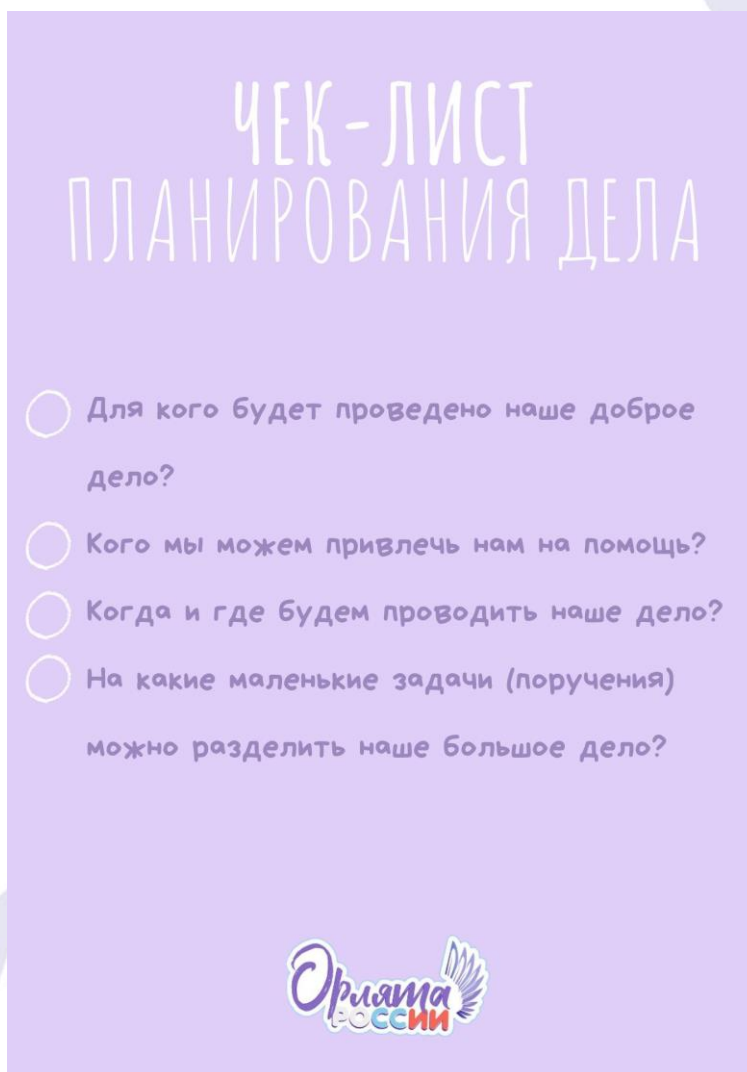 ЧЕК-ЛИСТ
ПЛАНИРОВАНИЯ ДЕЛА
Для кого будет проведено наше доброе
дело?
Кого мы можем привлечь нам на помощь?
Когда и где будем проводить наше дело?
На какие маленькие задачи (поручения)
можно разделить наше большое дело?
Орлята
РОССИИ